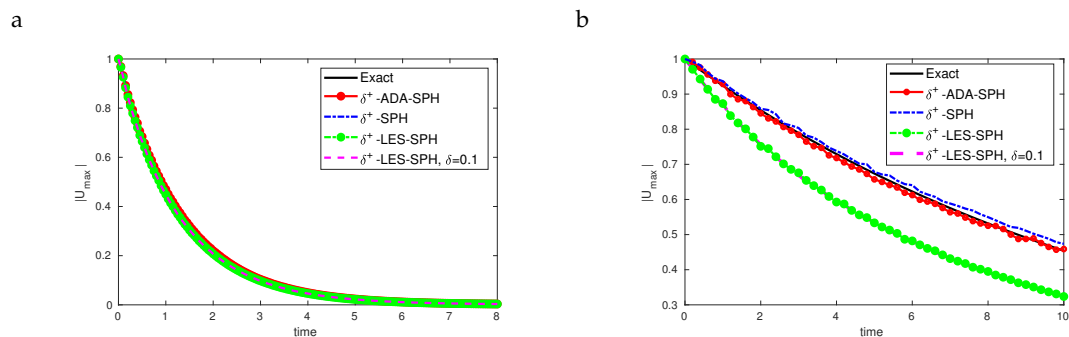 a
1
0.8
0.6
0.4
0.2
0
|U_max|
0 1 2 3 4 5 6 7 8
time
Exact
δ⁺-ADA-SPH
δ⁺-SPH
δ⁺-LES-SPH
δ⁺-LES-SPH, δ=0.1
b
1
0.9
0.8
0.7
0.6
0.5
0.4
0.3
|U_max|
0 2 4 6 8 10
time
Exact
δ⁺-ADA-SPH
δ⁺-SPH
δ⁺-LES-SPH
δ⁺-LES-SPH, δ=0.1